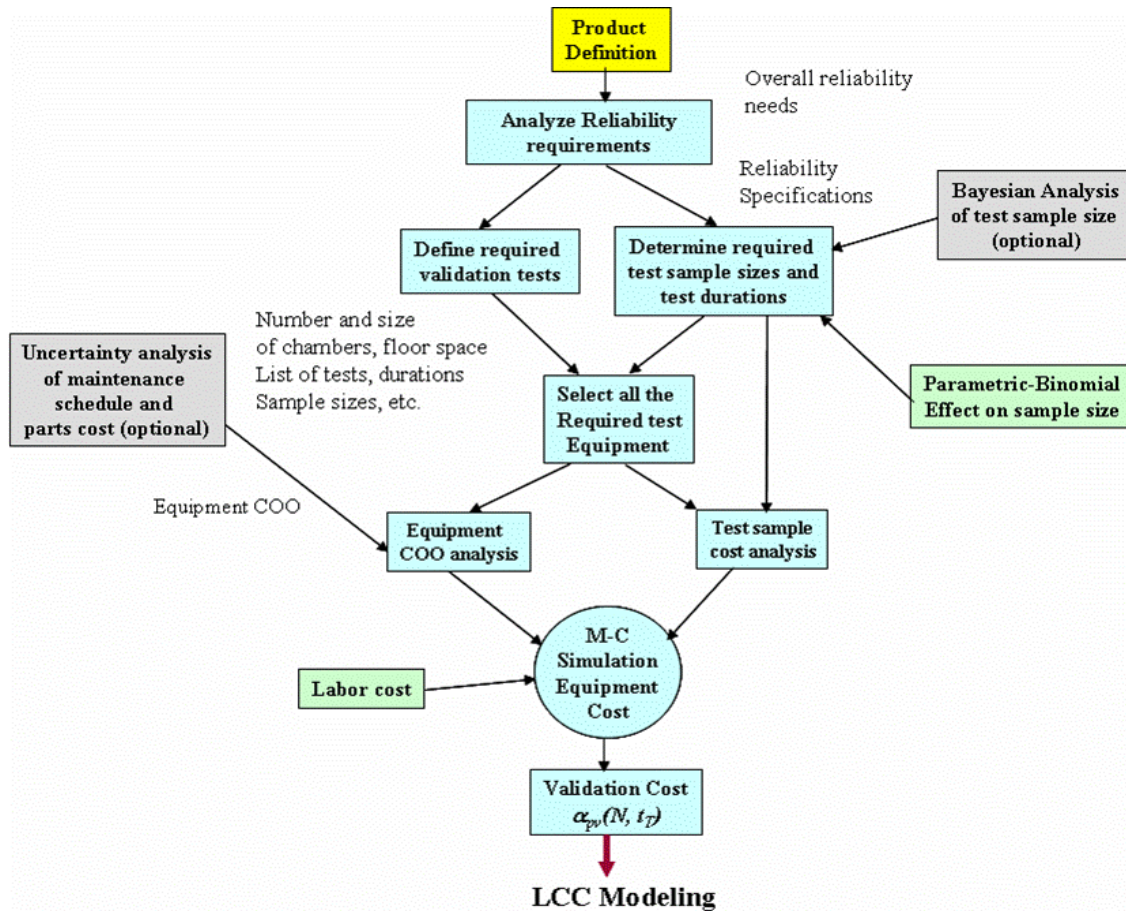 Product
Definition
Overall reliability
needs
Analyze Reliability
requirements
Reliability
Specifications
Bayesian Analysis
of test sample size
(optional)
Define required
validation tests
Determine required
test sample sizes and
test durations
Number and size
of chambers, floor space
List of tests, durations
Sample sizes, etc.
Uncertainty analysis
of maintenance
schedule and
parts cost (optional)
Select all the
Required test
Equipment
Parametric-Binomial
Effect on sample size
Equipment COO
Equipment
COO analysis
Test sample
cost analysis
M-C
Simulation
Equipment
Cost
Labor cost
Validation Cost
αpv(N, tT)
LCC Modeling